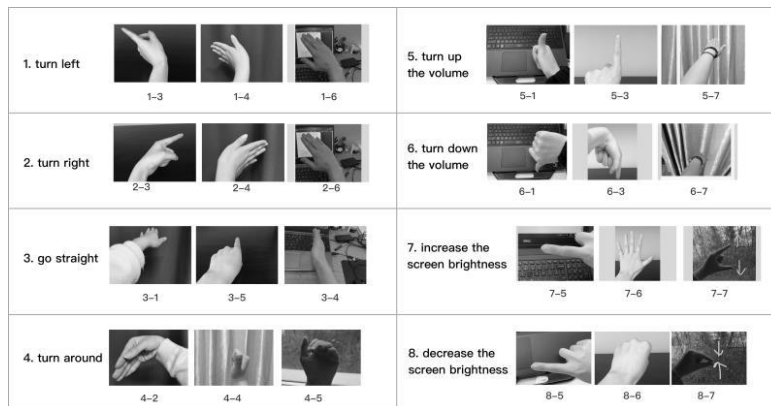 1. turn left
1–3 1–4 1–6
2. turn right
2–3 2–4 2–6
3. go straight
3–1 3–5 3–4
4. turn around
4–2 4–4 4–5
5. turn up
the volume
5–1 5–3 5–7
6. turn down
the volume
6–1 6–3 6–7
7. increase the
screen brightness
7–5 7–6 7–7
8. decrease the
screen brightness
8–5 8–6 8–7